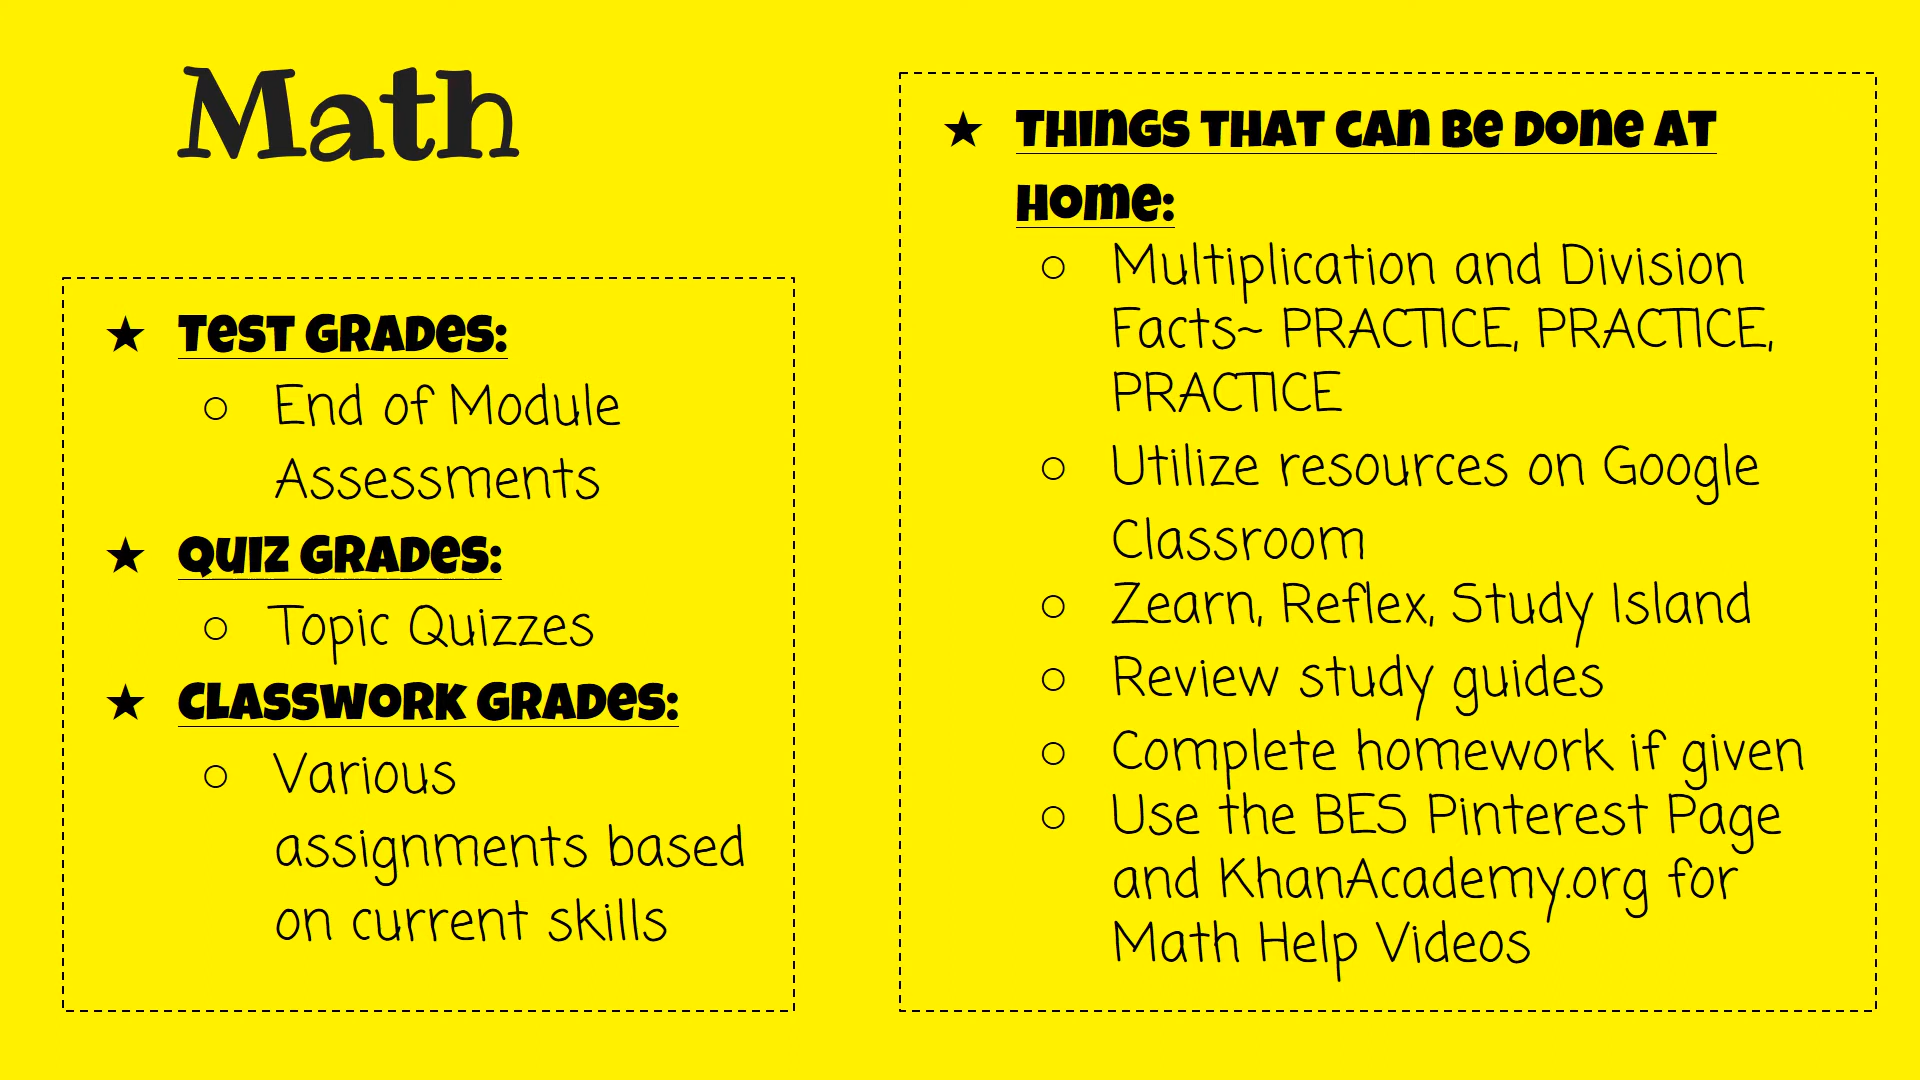 Math
★ TEST GRADES:
○ End of Module
Assessments
★ QUIZ GRADES:
○ Topic Quizzes
★ CLASSWORK GRADES:
○ Various
assignments based
on current skills
★ THINGS THAT CAN BE DONE AT
HOME:
○ Multiplication and Division
Facts~ PRACTICE, PRACTICE,
PRACTICE
○ Utilize resources on Google
Classroom
○ Zearn, Reflex, Study Island
○ Review study guides
○ Complete homework if given
○ Use the BES Pinterest Page
and KhanAcademy.org for
Math Help Videos